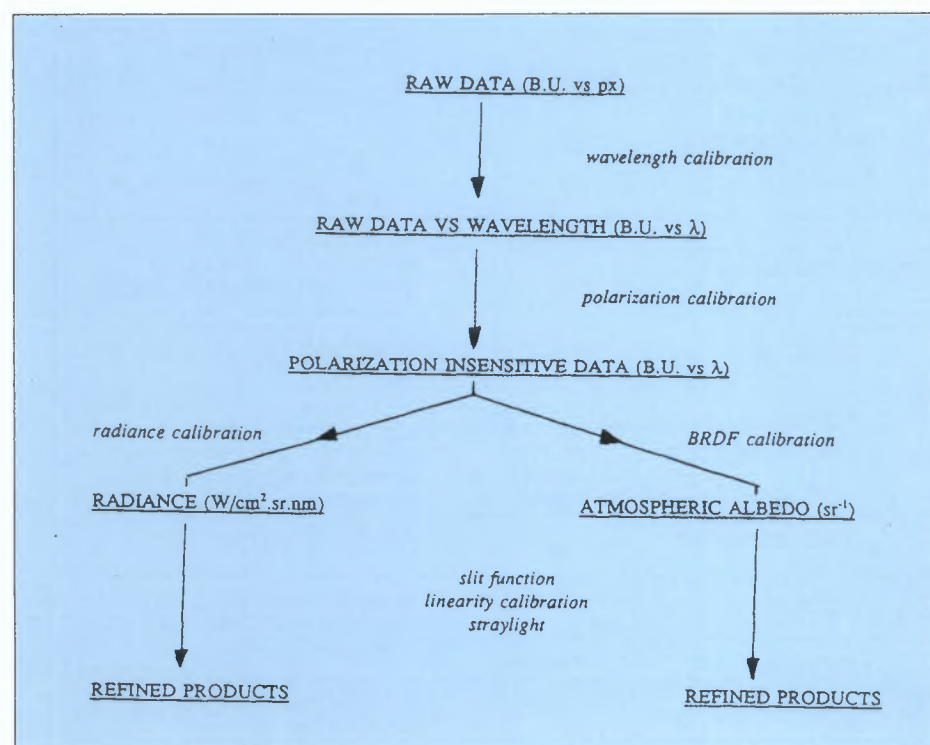 RAW DATA (B.U. vs px)
wavelength calibration
RAW DATA VS WAVELENGTH (B.U. vs λ)
polarization calibration
POLARIZATION INSENSITIVE DATA (B.U. vs λ)
radiance calibration
BRDF calibration
RADIANCE (W/cm².sr.nm)
ATMOSPHERIC ALBEDO (sr⁻¹)
slit function
linearity calibration
straylight
REFINED PRODUCTS
REFINED PRODUCTS